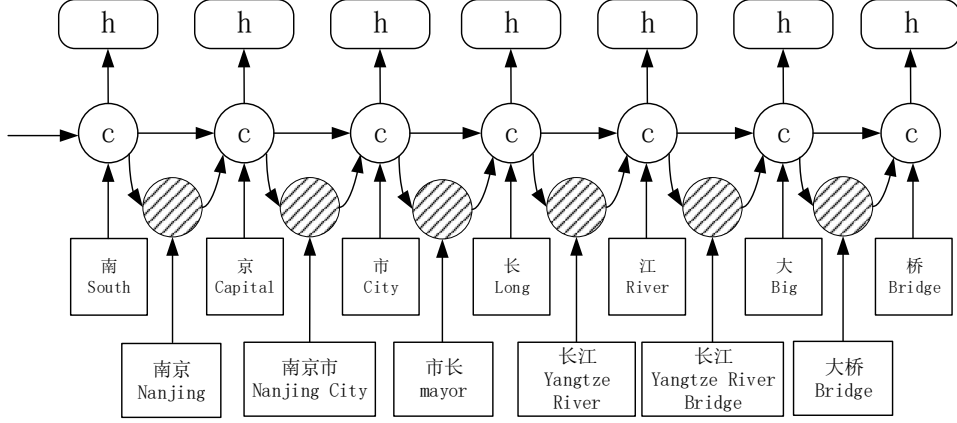 h h h h h h h
c c c c c c c
南 京 市 长 江 大 桥
South Capital City Long River Big Bridge
南京 南京市 市长 长江 长江 大桥
Nanjing Nanjing City mayor Yangtze Yangtze River Bridge
River Bridge